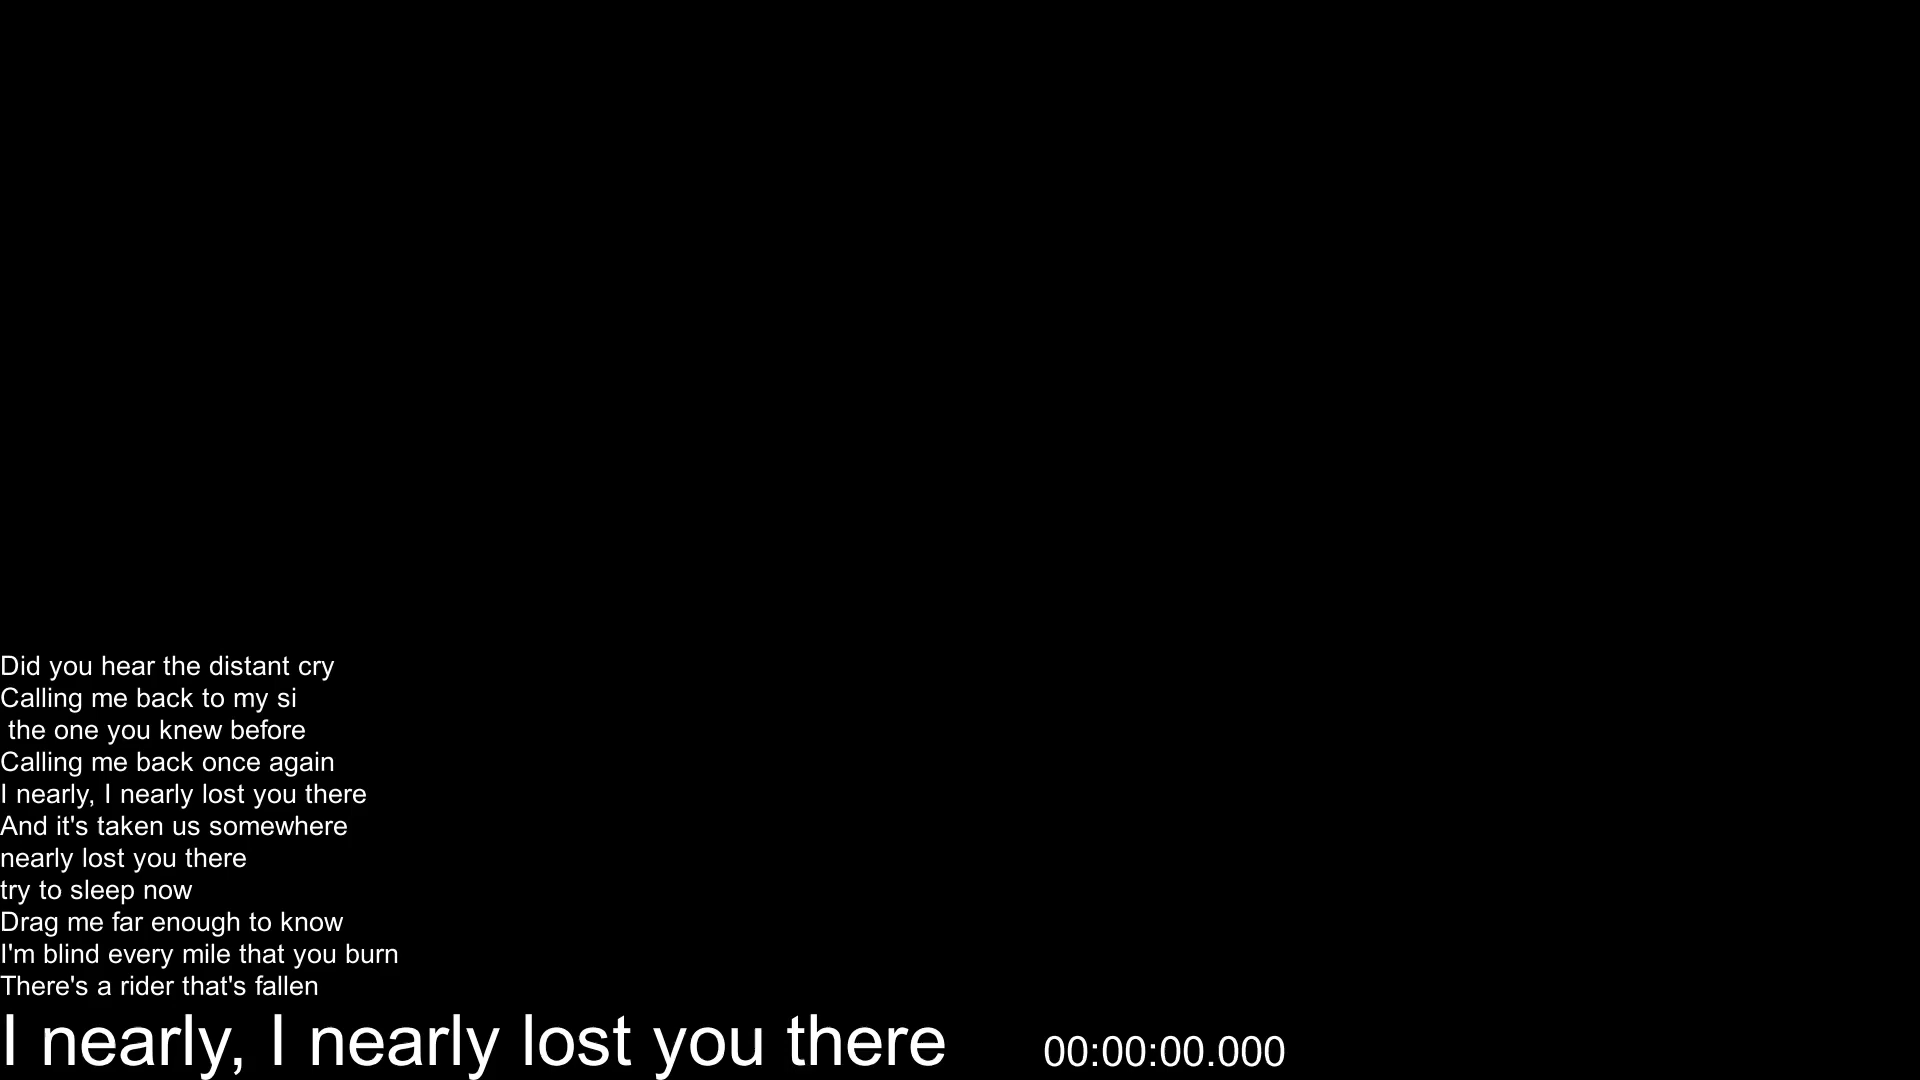 Did you hear the distant cry
Calling me back to my si
the one you knew before
Calling me back once again
I nearly, I nearly lost you there
And it's taken us somewhere
nearly lost you there
try to sleep now
Drag me far enough to know
I'm blind every mile that you burn
There's a rider that's fallen
I nearly, I nearly lost you there 00:00:00.000